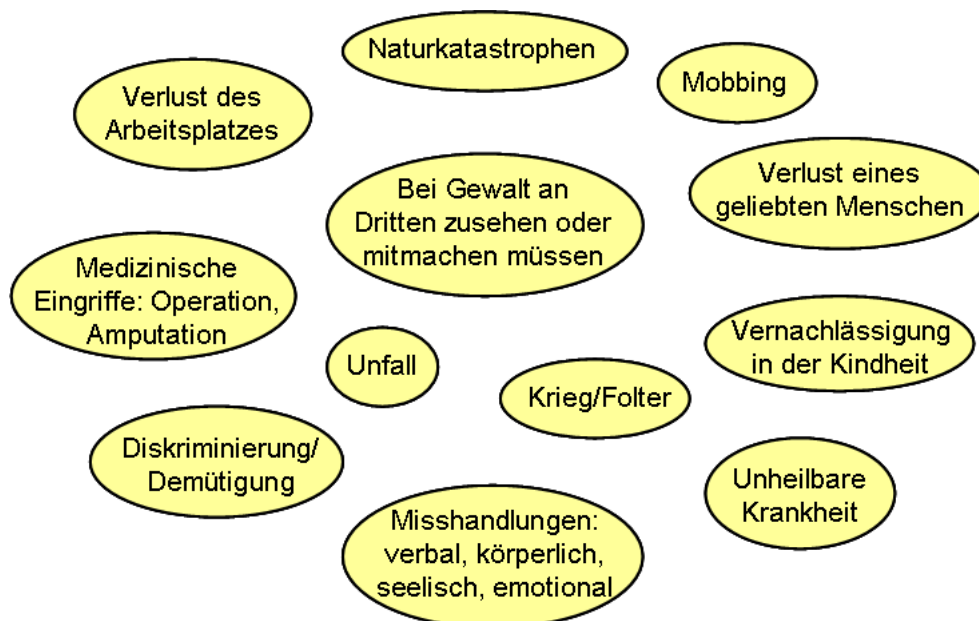 Naturkatastrophen
Mobbing
Verlust des
Arbeitsplatzes
Bei Gewalt an
Dritten zusehen oder
mitmachen müssen
Verlust eines
geliebten Menschen
Medizinische
Eingriffe: Operation,
Amputation
Unfall
Krieg/Folter
Vernachlässigung
in der Kindheit
Diskriminierung/
Demütigung
Misshandlungen:
verbal, körperlich,
seelisch, emotional
Unheilbare
Krankheit